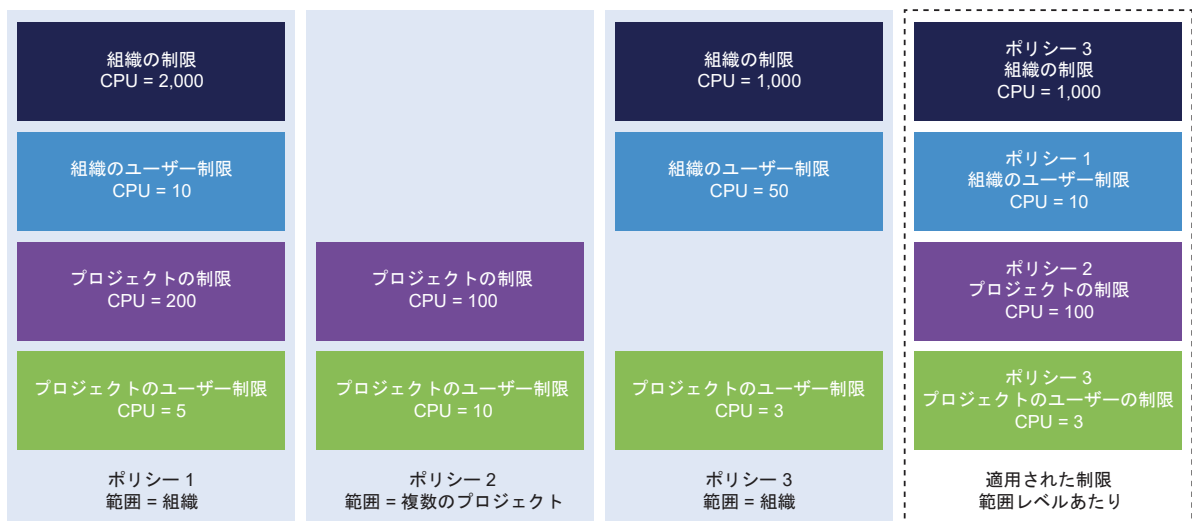 組織の制限
CPU = 2,000
組織のユーザー制限
CPU = 10
プロジェクトの制限
CPU = 200
プロジェクトのユーザー制限
CPU = 5
ポリシー 1
範囲 = 組織
プロジェクトの制限
CPU = 100
プロジェクトのユーザー制限
CPU = 10
ポリシー 2
範囲 = 複数のプロジェクト
組織の制限
CPU = 1,000
組織のユーザー制限
CPU = 50
プロジェクトのユーザー制限
CPU = 3
ポリシー 3
範囲 = 組織
ポリシー 3
組織の制限
CPU = 1,000
ポリシー 1
組織のユーザー制限
CPU = 10
ポリシー 2
プロジェクトの制限
CPU = 100
ポリシー 3
プロジェクトのユーザーの制限
CPU = 3
適用された制限
範囲レベルあたり